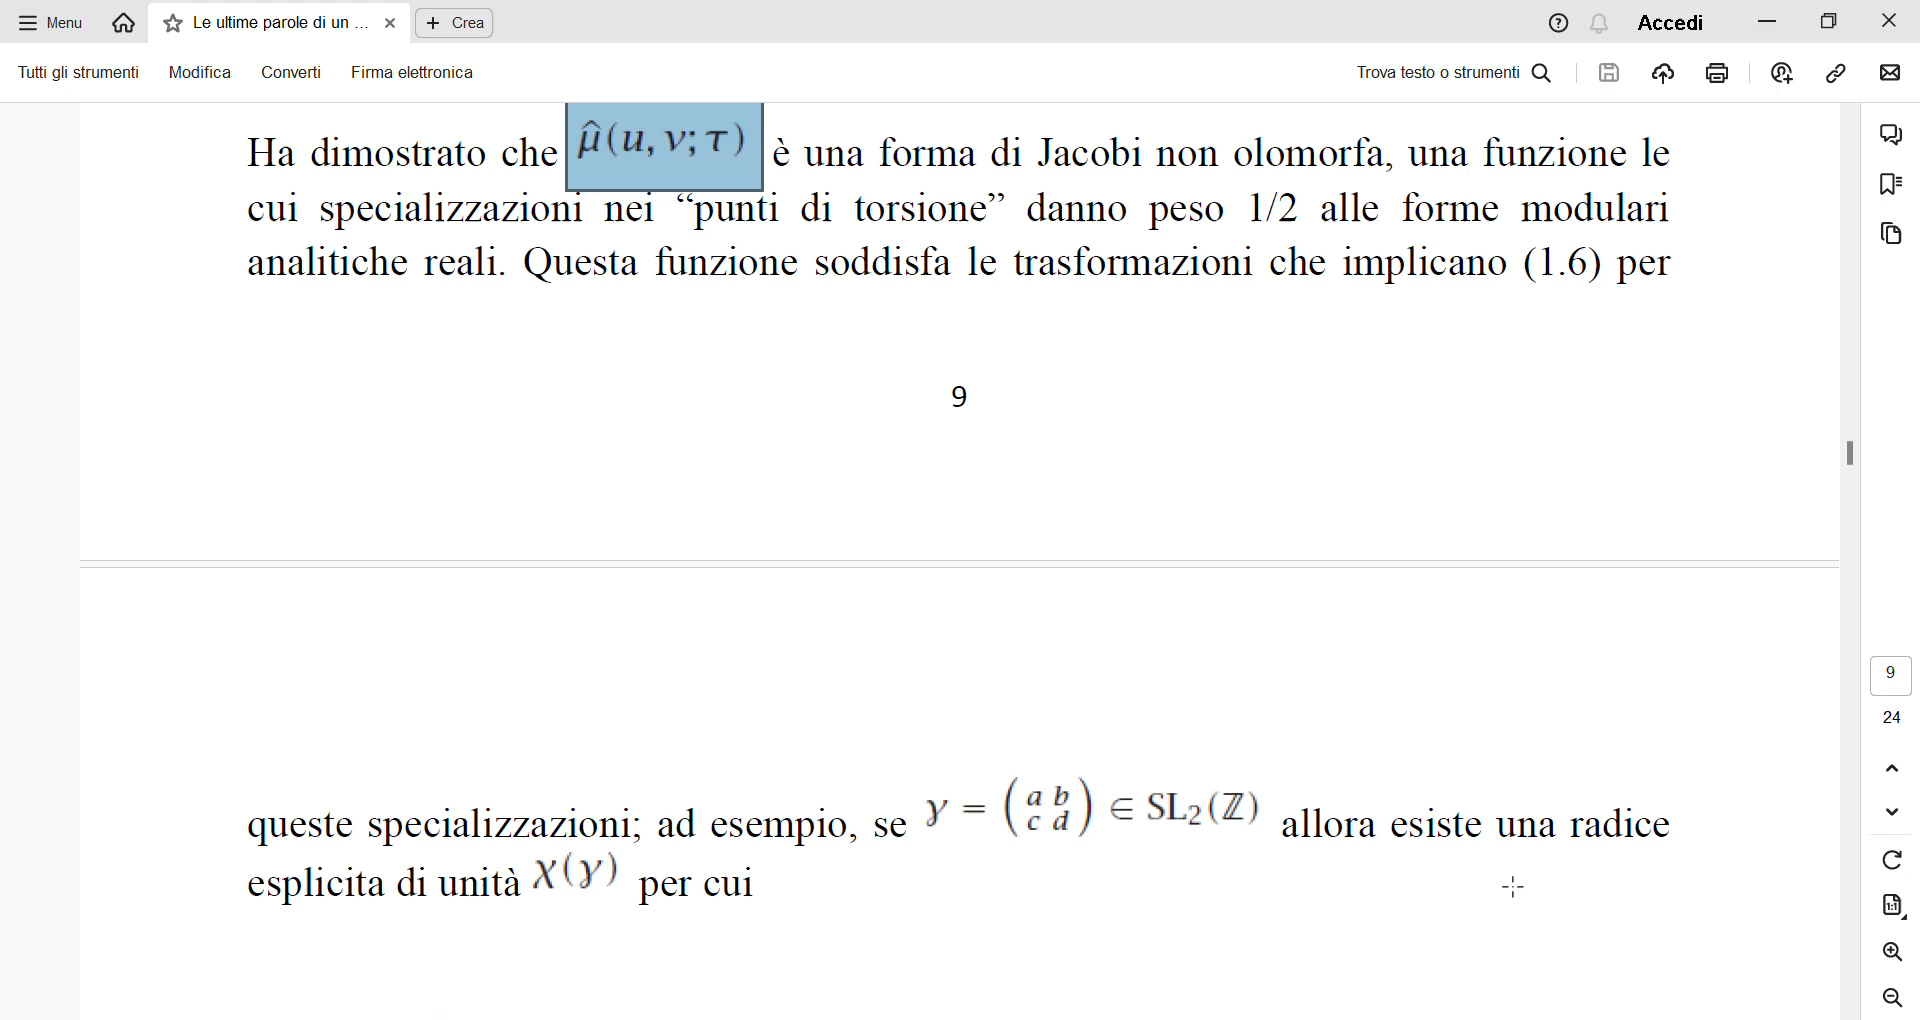 Menu
Le ultime parole di un ...
Crea
Accedi
Tutti gli strumenti
Modifica
Converti
Firma elettronica
Trova testo o strumenti
Ha dimostrato che μ̂(u, ν; τ) è una forma di Jacobi non olomorfa, una funzione le
cui specializzazioni nei “punti di torsione” danno peso 1/2 alle forme modulari
analitiche reali. Questa funzione soddisfa le trasformazioni che implicano (1.6) per
9
9
24
queste specializzazioni; ad esempio, se γ = (a b c d) ∈ SL₂(ℤ) allora esiste una radice
esplicita di unità χ(γ) per cui